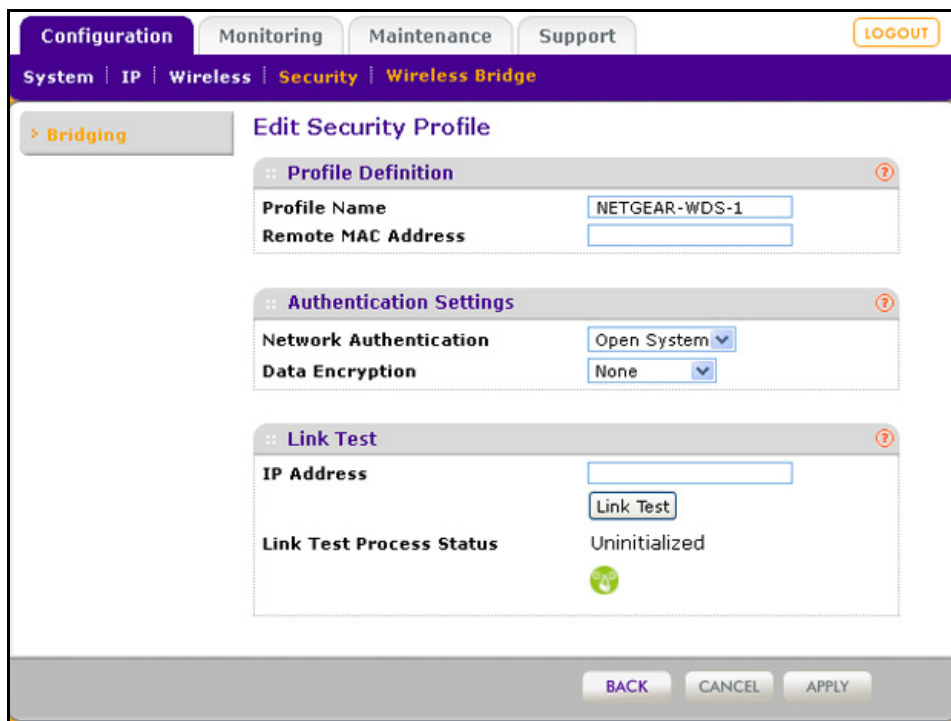 Configuration Monitoring Maintenance Support LOGOUT
System IP Wireless Security Wireless Bridge
> Bridging
Edit Security Profile
:: Profile Definition ?
Profile Name NETGEAR-WDS-1
Remote MAC Address
:: Authentication Settings ?
Network Authentication Open System
Data Encryption None
:: Link Test ?
IP Address
Link Test
Link Test Process Status Uninitialized
BACK CANCEL APPLY